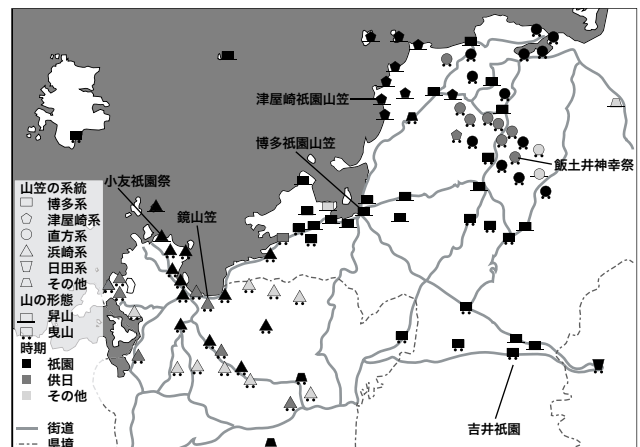 津屋崎祇園山笠
博多祇園山笠
飯土井神幸祭
小友祇園祭
鏡山笠
吉井祇園
山笠の系統
博多系
津屋崎系
直方系
浜崎系
日田系
その他
山の形態
舁山
曳山
時期
祇園
供日
その他
街道
県境